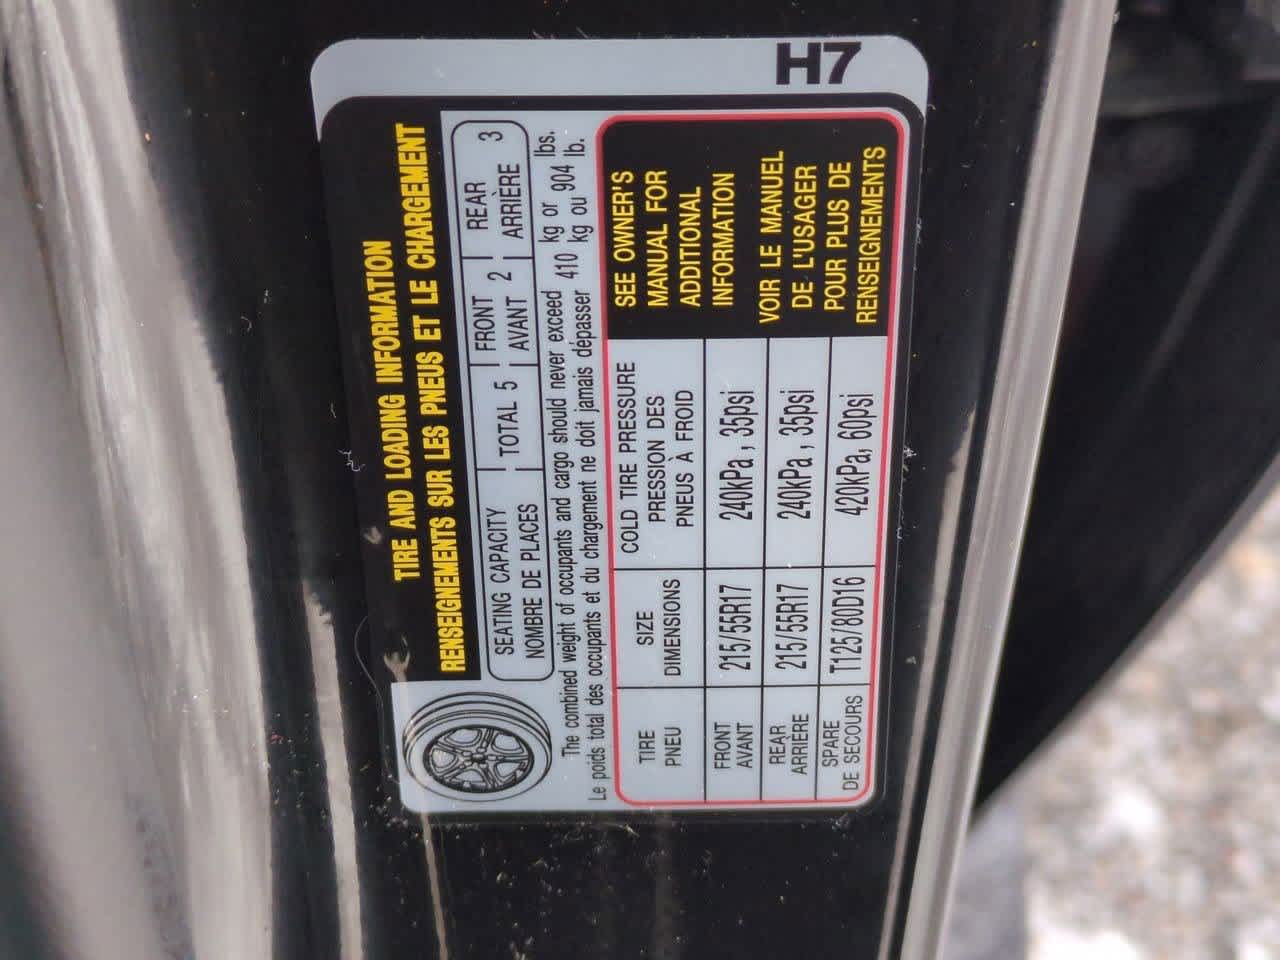 H7
TIRE AND LOADING INFORMATION
RENSEIGNEMENTS SUR LES PNEUS ET LE CHARGEMENT
SEATING CAPACITY
NOMBRE DE PLACES
TOTAL 5
FRONT
AVANT 2
REAR
ARRIÈRE 3
The combined weight of occupants and cargo should never exceed 410 kg or lbs.
Le poids total des occupants et du chargement ne doit jamais dépasser kg ou 904 lb.
TIRE
PNEU
SIZE
DIMENSIONS
COLD TIRE PRESSURE
PRESSION DES
PNEUS À FROID
FRONT
AVANT
215/55R17
240kPa , 35psi
REAR
ARRIÈRE
215/55R17
240kPa , 35psi
SPARE
DE SECOURS
T125/80D16
420kPa, 60psi
SEE OWNER'S
MANUAL FOR
ADDITIONAL
INFORMATION
VOIR LE MANUEL
DE L'USAGER
POUR PLUS DE
RENSEIGNEMENTS